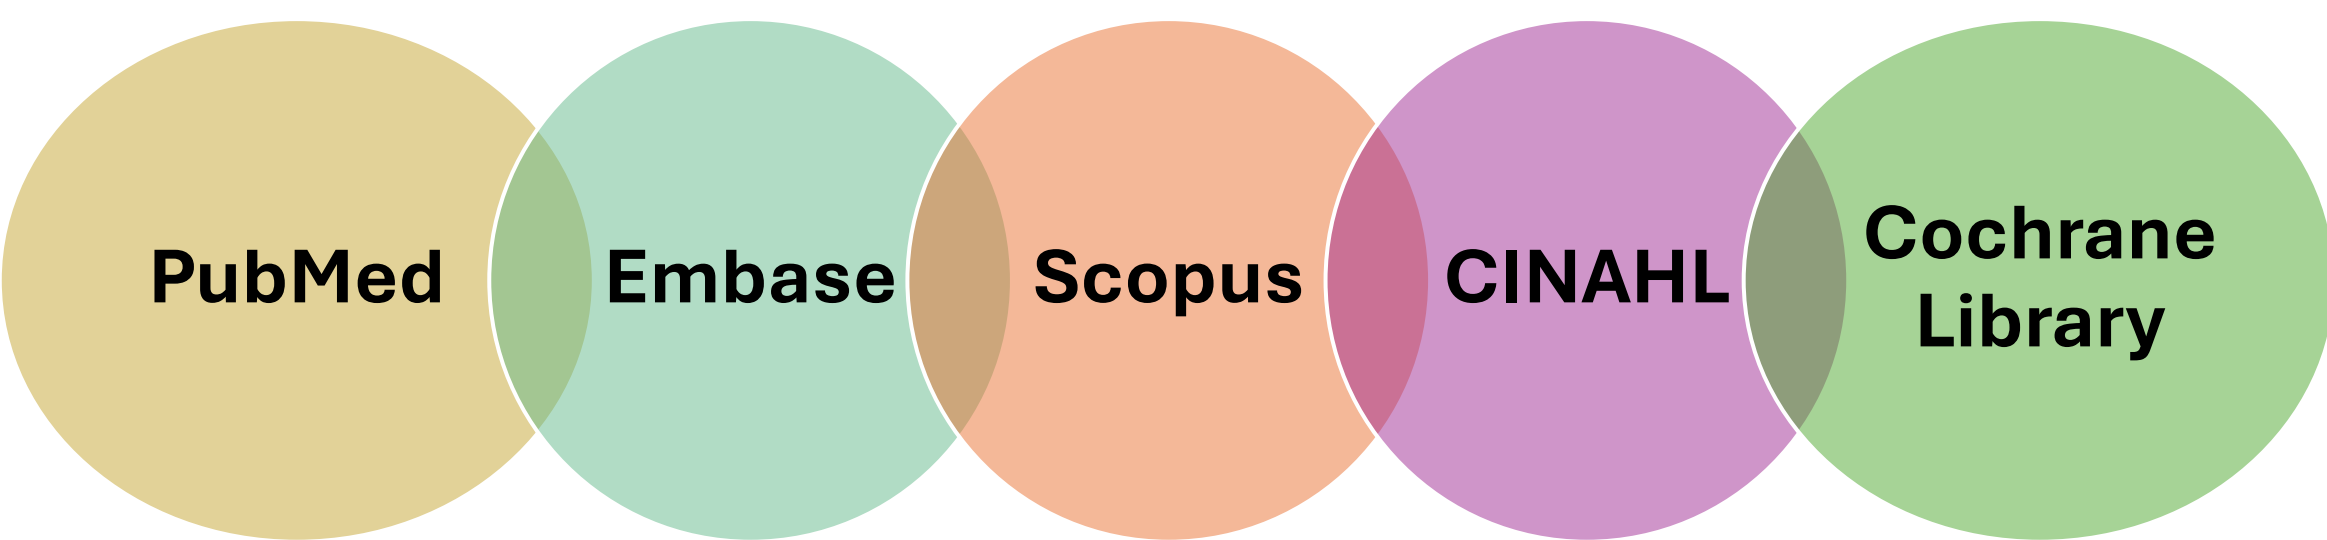 PubMed
Embase
Scopus
CINAHL
Cochrane
Library